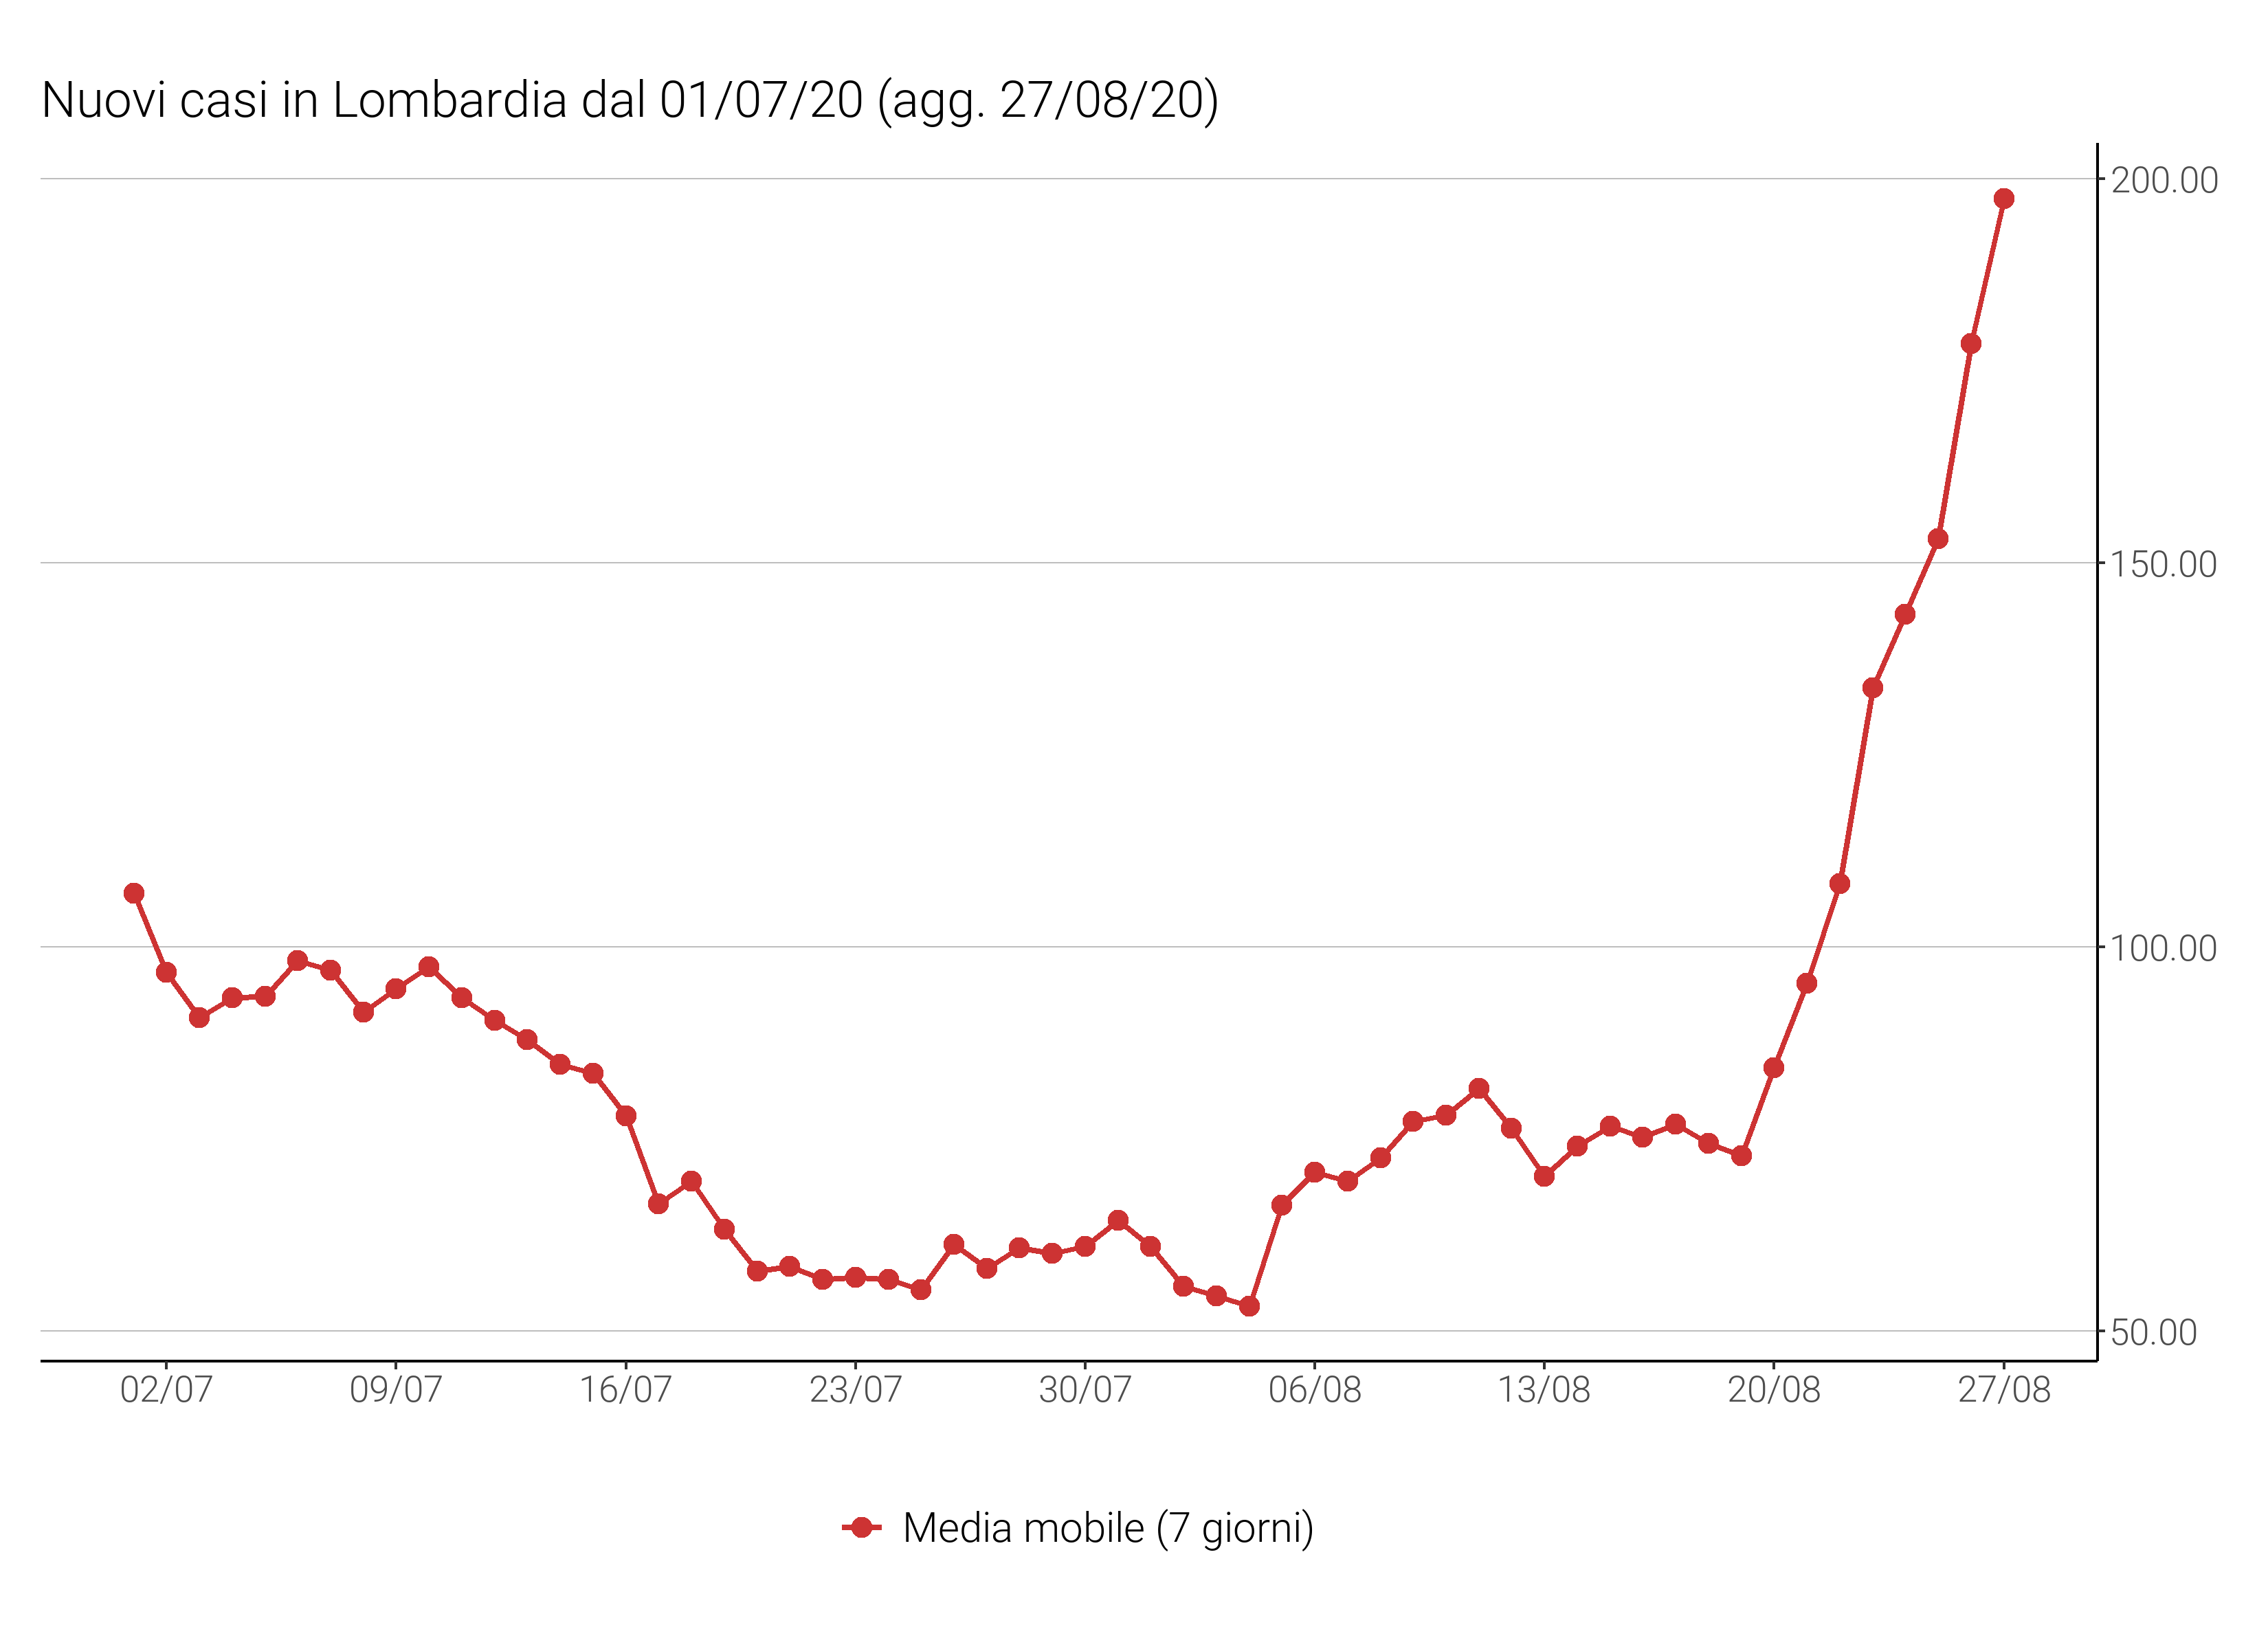 Nuovi casi in Lombardia dal 01/07/20 (agg. 27/08/20)
200.00
150.00
100.00
50.00
02/07 09/07 16/07 23/07 30/07 06/08 13/08 20/08 27/08
Media mobile (7 giorni)